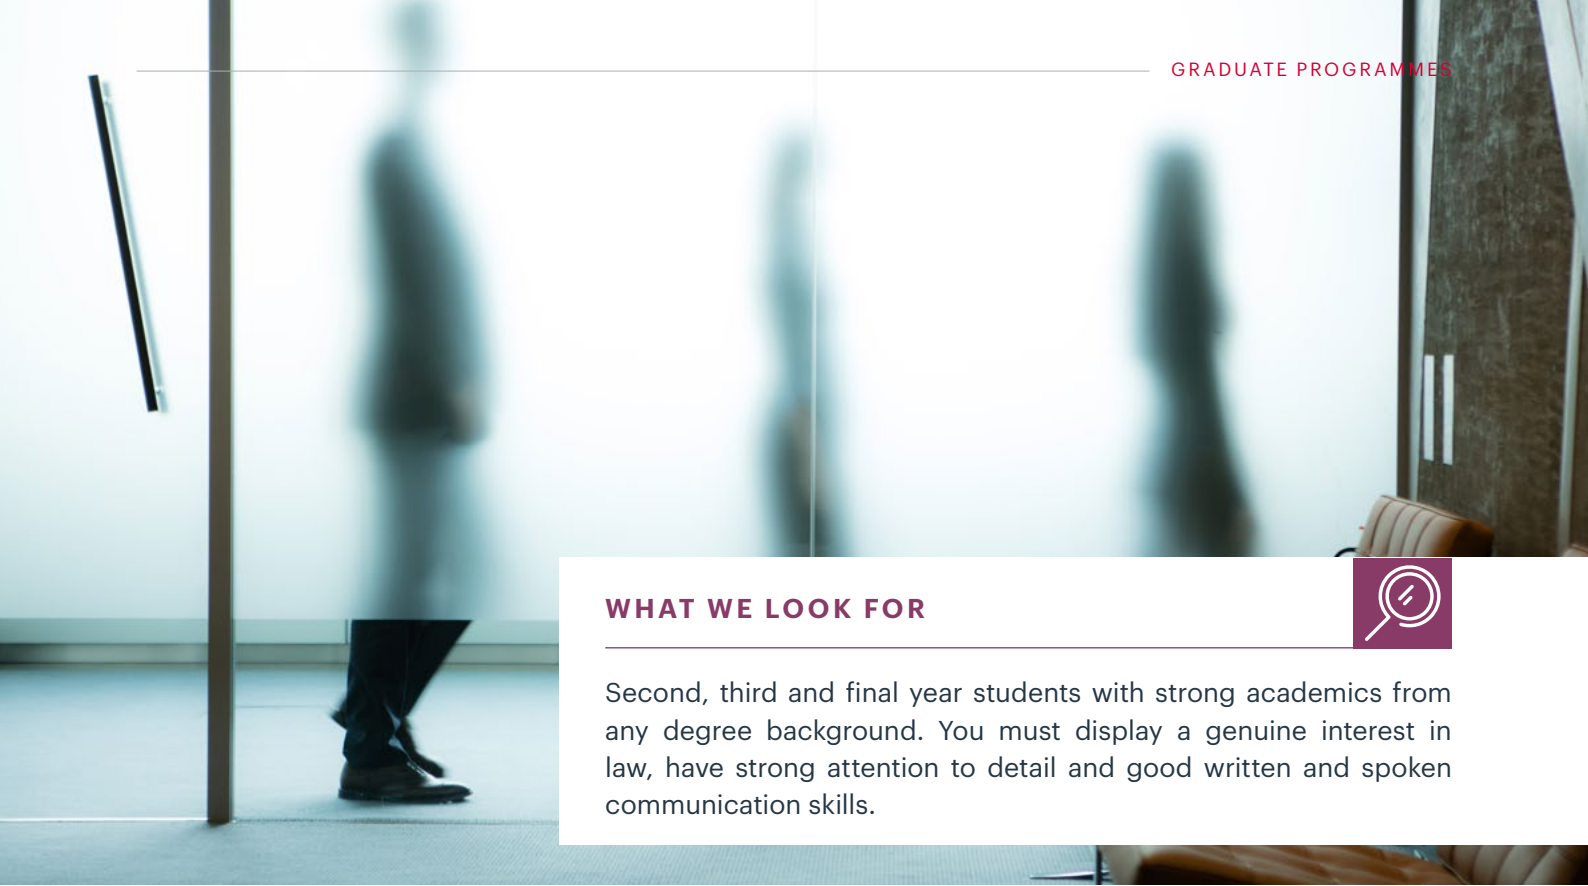 GRADUATE PROGRAMMES
WHAT WE LOOK FOR
Second, third and final year students with strong academics from
any degree background. You must display a genuine interest in
law, have strong attention to detail and good written and spoken
communication skills.